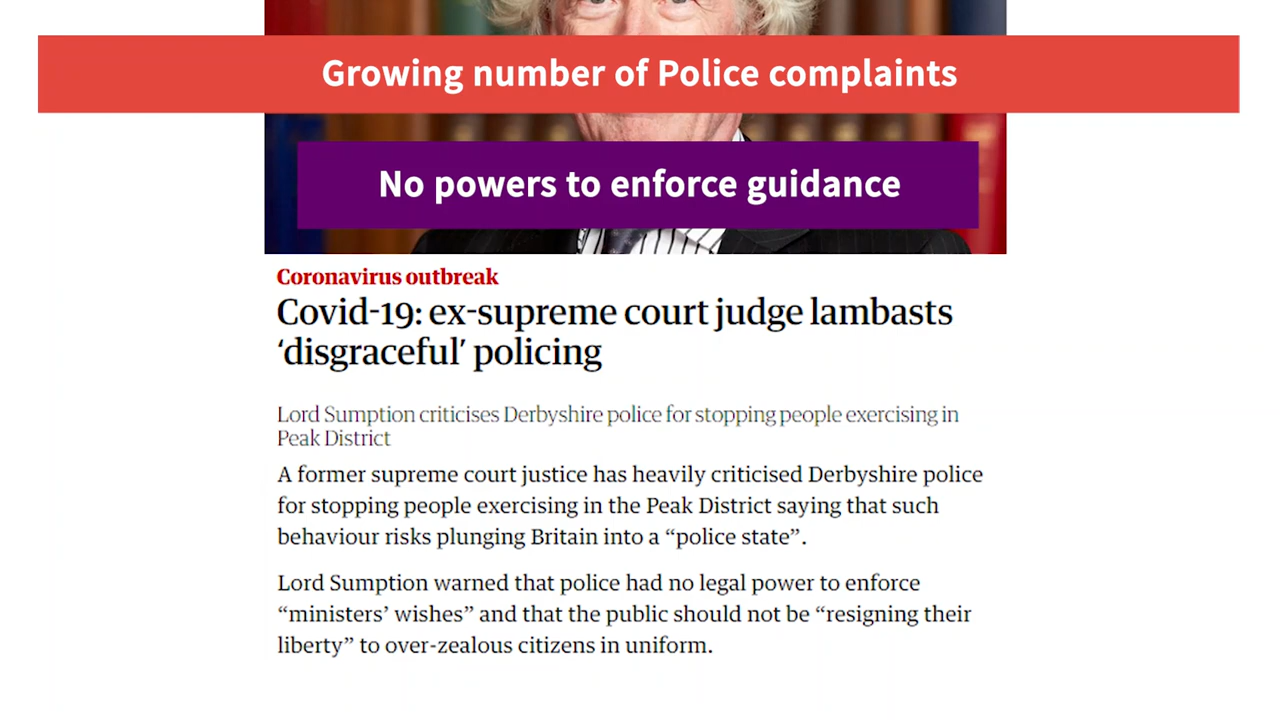 Growing number of Police complaints
No powers to enforce guidance
Coronavirus outbreak
Covid-19: ex-supreme court judge lambasts
‘disgraceful’ policing
Lord Sumption criticises Derbyshire police for stopping people exercising in
Peak District
A former supreme court justice has heavily criticised Derbyshire police
for stopping people exercising in the Peak District saying that such
behaviour risks plunging Britain into a “police state”.
Lord Sumption warned that police had no legal power to enforce
“ministers’ wishes” and that the public should not be “resigning their
liberty” to over-zealous citizens in uniform.